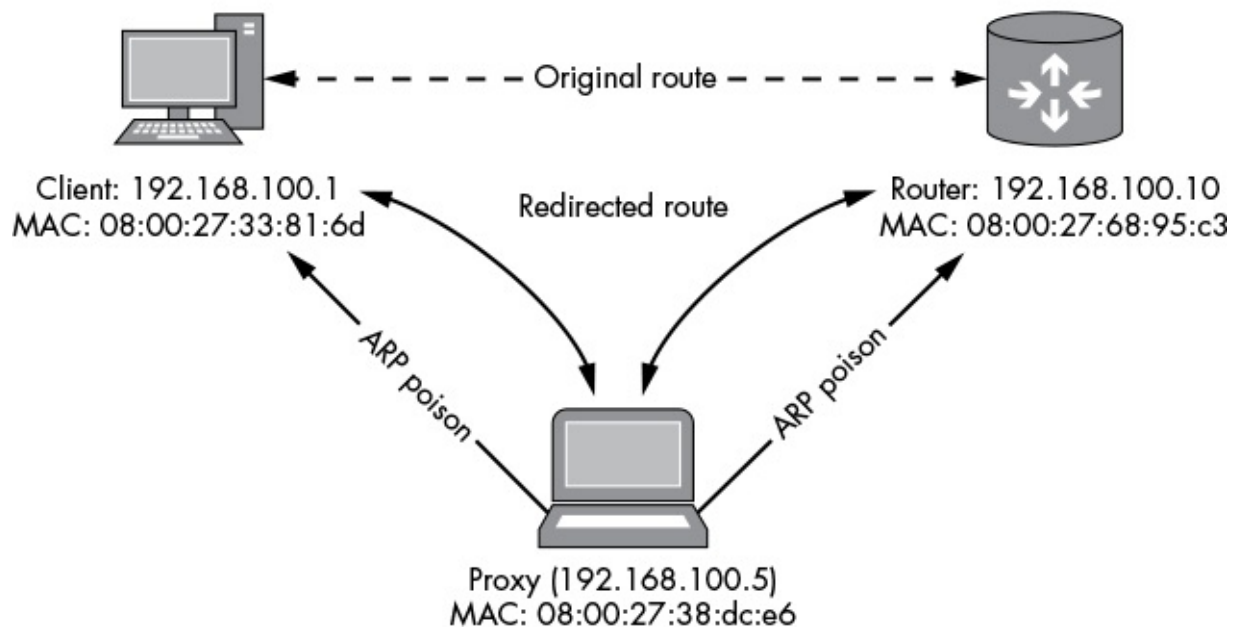 Original route
Client: 192.168.100.1
MAC: 08:00:27:33:81:6d
Redirected route
Router: 192.168.100.10
MAC: 08:00:27:68:95:c3
ARP poison
ARP poison
Proxy (192.168.100.5)
MAC: 08:00:27:38:dc:e6